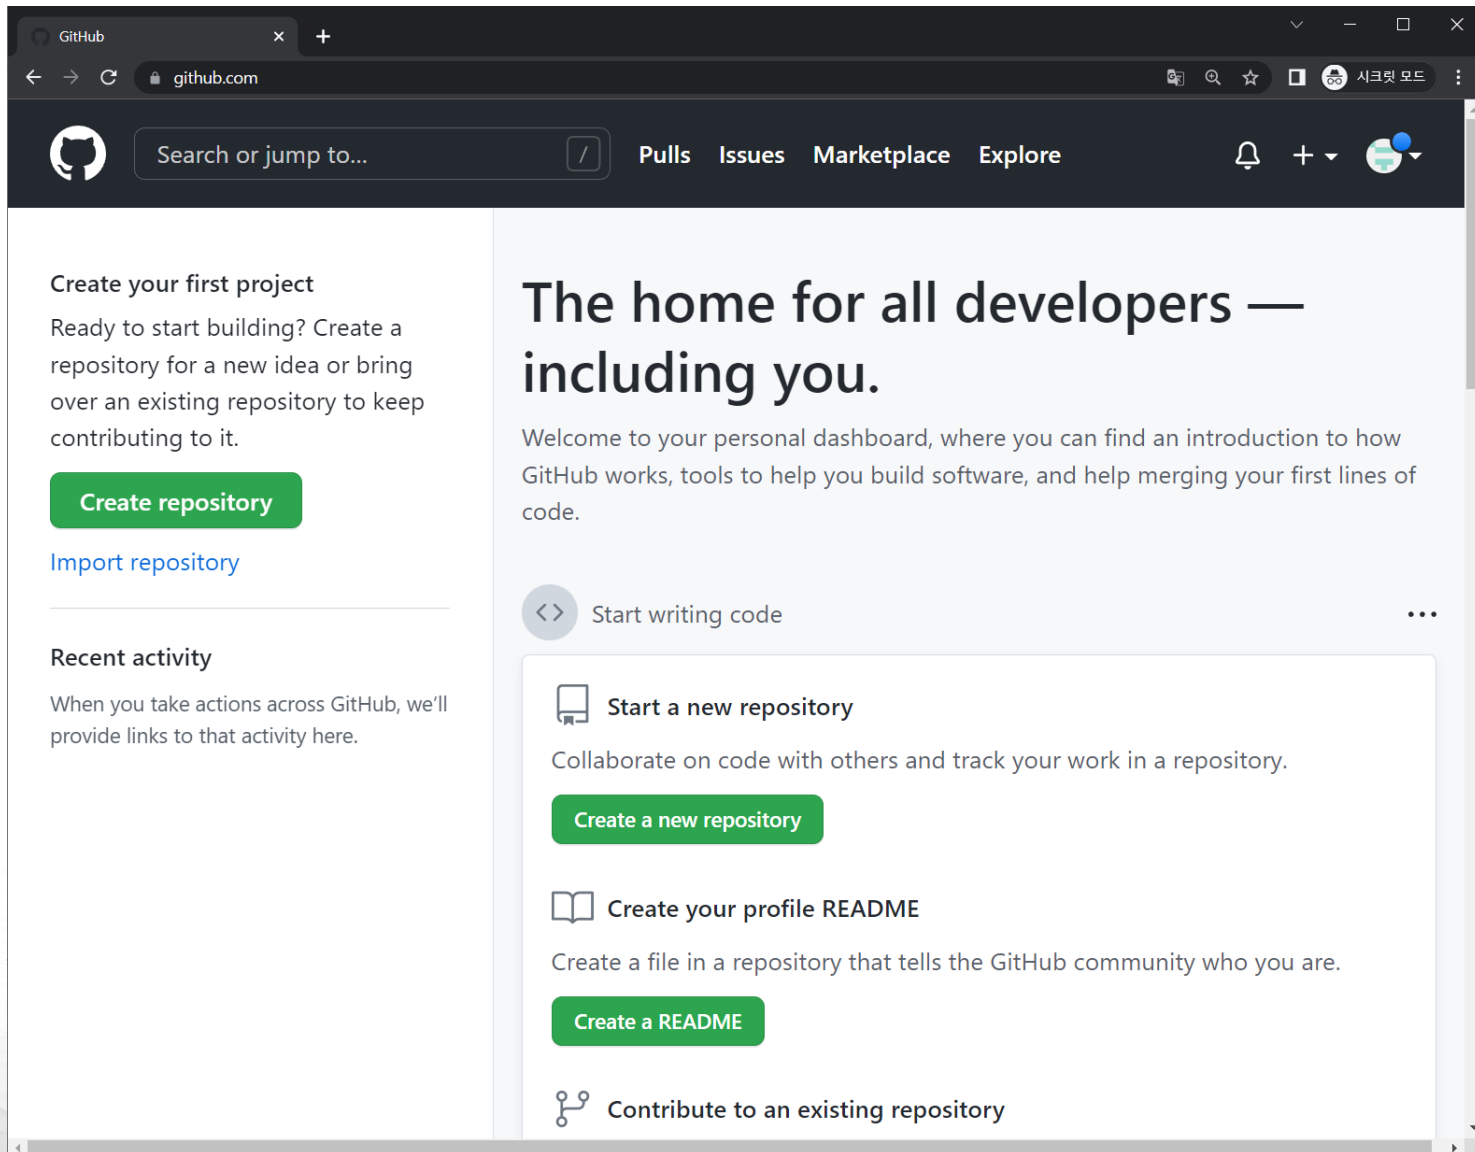 GitHub
github.com
시크릿 모드
Search or jump to...
/
Pulls
Issues
Marketplace
Explore
Create your first project
Ready to start building? Create a
repository for a new idea or bring
over an existing repository to keep
contributing to it.
Create repository
Import repository
Recent activity
When you take actions across GitHub, we'll
provide links to that activity here.
The home for all developers —
including you.
Welcome to your personal dashboard, where you can find an introduction to how
GitHub works, tools to help you build software, and help merging your first lines of
code.
Start writing code
Start a new repository
Collaborate on code with others and track your work in a repository.
Create a new repository
Create your profile README
Create a file in a repository that tells the GitHub community who you are.
Create a README
Contribute to an existing repository